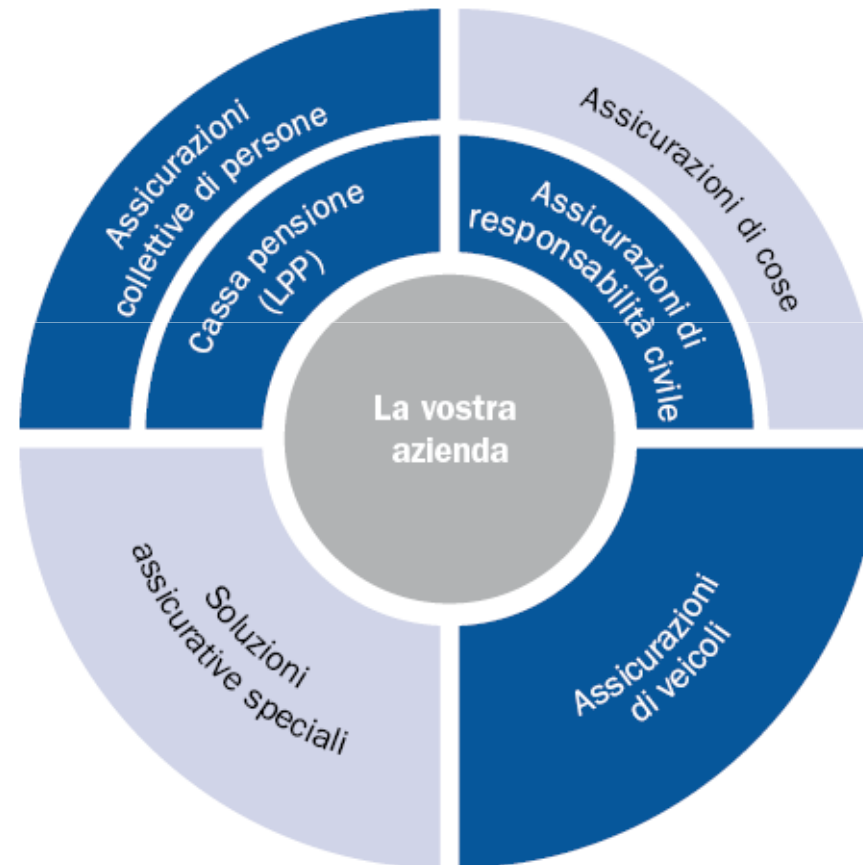 Assicurazioni
collettive di persone
Cassa pensione
(LPP)
Assicurazioni di cose
Assicurazioni di
responsabilità civile
La vostra
azienda
Soluzioni
assicurative speciali
Assicurazioni
di veicoli